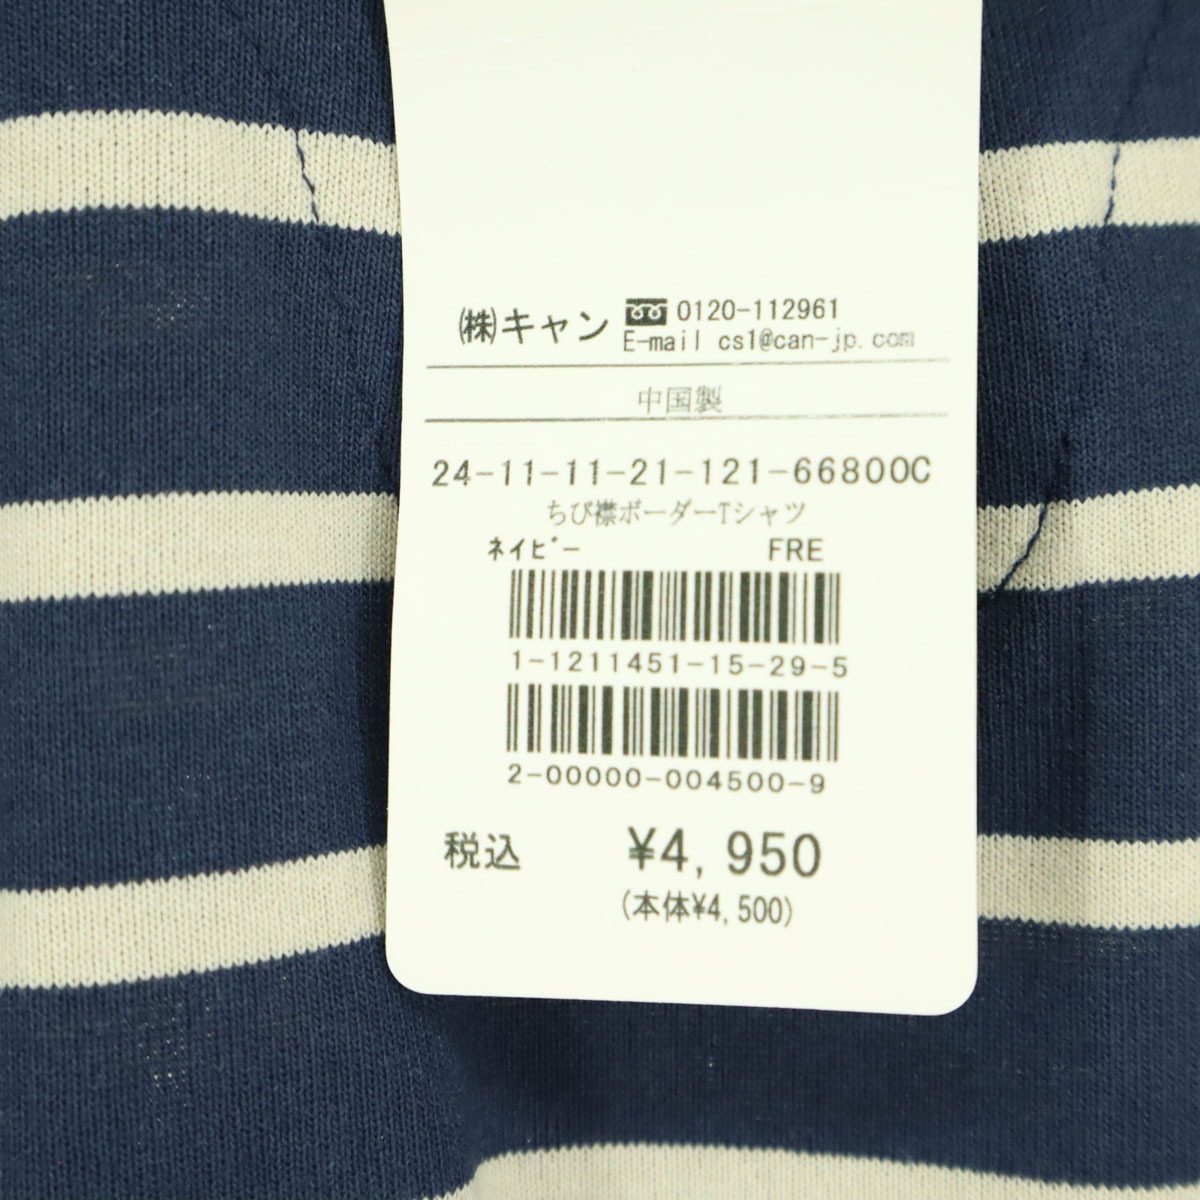 ㈱キャン 0120-112961
E-mail cs1@can-jp.com
中国製
24-11-11-21-121-66800C
ちび襟ボーダーTシャツ
ネイビー FRE
1-1211451-15-29-5
2-00000-004500-9
税込 ¥4,950
(本体¥4,500)